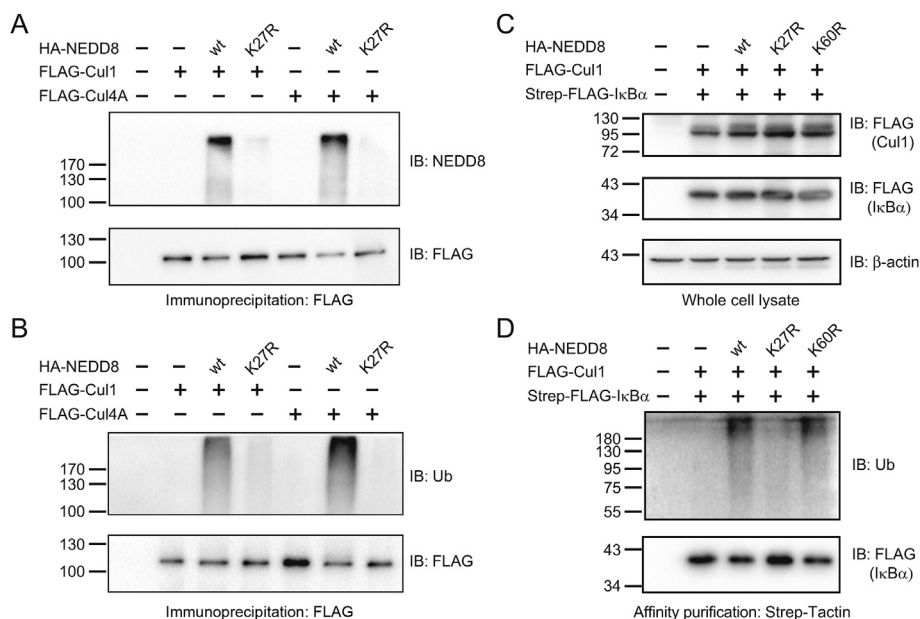 A
HA-NEDD8 – – wt K27R – wt K27R
FLAG-Cul1 – + + + – – –
FLAG-Cul4A – – – – + + +
170
130
100
IB: NEDD8
130
100
IB: FLAG
Immunoprecipitation: FLAG
B
HA-NEDD8 – – wt K27R – wt K27R
FLAG-Cul1 – + + + – – –
FLAG-Cul4A – – – – + + +
170
130
100
IB: Ub
130
100
IB: FLAG
Immunoprecipitation: FLAG
C
HA-NEDD8 – – wt K27R K60R
FLAG-Cul1 – + + + +
Strep-FLAG-IκBα – + + + +
130
95
72
IB: FLAG
(Cul1)
43
34
IB: FLAG
(IκBα)
43
IB: β-actin
Whole cell lysate
D
HA-NEDD8 – – wt K27R K60R
FLAG-Cul1 – + + + +
Strep-FLAG-IκBα – + + + +
180
130
95
75
55
IB: Ub
43
34
IB: FLAG
(IκBα)
Affinity purification: Strep-Tactin